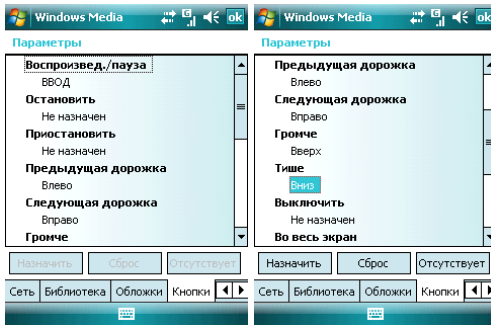 Windows Media
ok
Параметры
Воспроизвед./пауза
ВВОД
Остановить
Не назначен
Приостановить
Не назначен
Предыдущая дорожка
Влево
Следующая дорожка
Вправо
Громче
Назначить Сброс Отсутствует
Сеть Библиотека Обложки Кнопки
Windows Media
ok
Параметры
Предыдущая дорожка
Влево
Следующая дорожка
Вправо
Громче
Вверх
Тише
Вниз
Выключить
Не назначен
Во весь экран
Назначить Сброс Отсутствует
Сеть Библиотека Обложки Кнопки